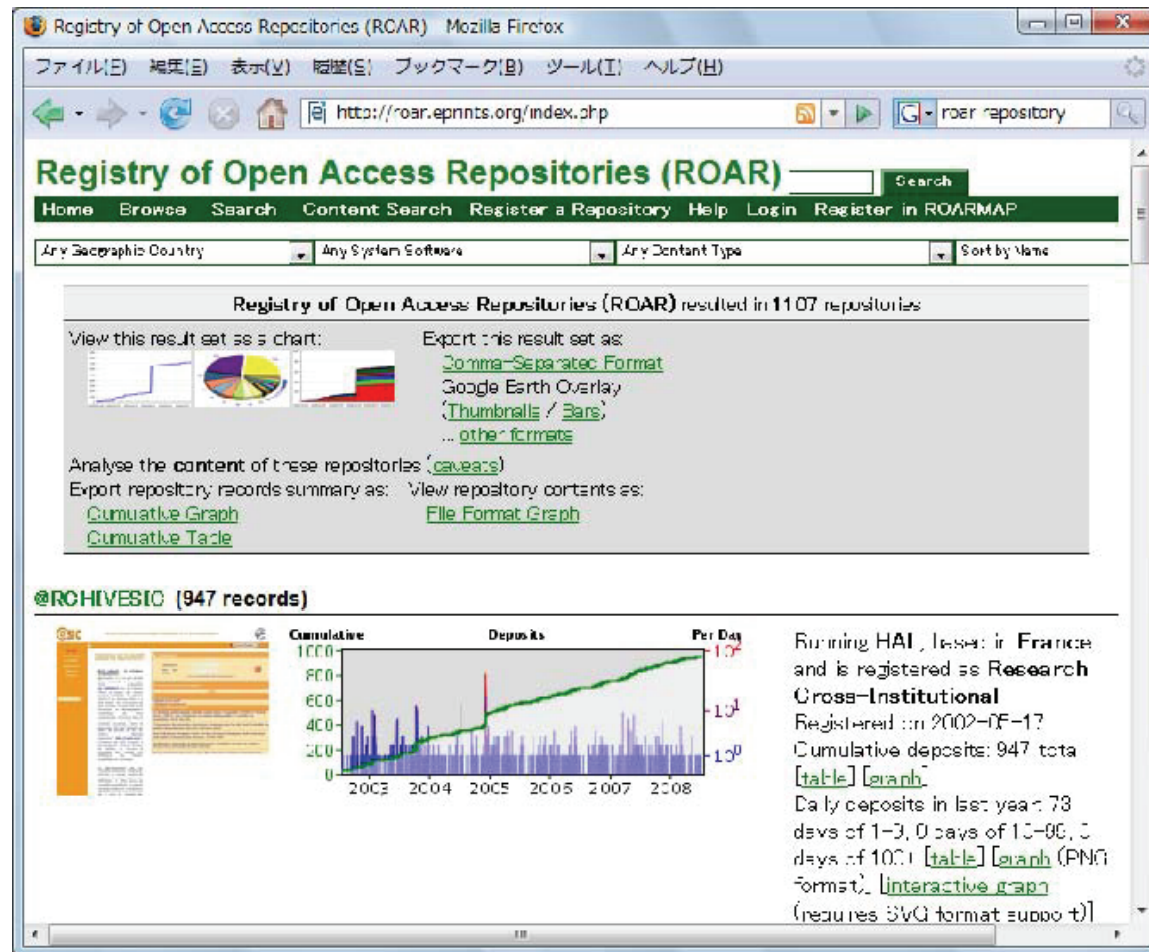 Registry of Open Access Repositories (ROAR) Mozilla Firefox
ファイル(F) 編集(E) 表示(V) 履歴(S) ブックマーク(B) ツール(T) ヘルプ(H)
http://roar.eprints.org/index.php
G roar repository
Registry of Open Access Repositories (ROAR)
Search
Home Browse Search Content Search Register a Repository Help Login Register in ROARMAP
Any Geographic Country Any System Software Any Content Type Sort by Name
Registry of Open Access Repositories (ROAR) resulted in 1107 repositories
View this result set as a chart: Export this result set as:
Comma-Separated Format
Google Earth Overlay
(Thumbnails / Bars)
... other formats
Analyse the content of these repositories (caveats)
Export repository records summary as: View repository contents as:
Cumulative Graph File Format Graph
Cumulative Table
@RCHIVESIC (947 records)
Cumulative Deposits Per Day
1000
800
600
400
200
0
10^2
10^1
10^0
2003 2004 2005 2006 2007 2008
Running HAL, based in France
and is registered as Research
Cross-Institutional
Registered on 2002-05-17
Cumulative deposits: 947 total
[table] [graph]
Daily deposits in last year: 73
days of 1-9, 0 days of 10-99, 0
days of 100+ [table] [graph (PNG
format)] [interactive graph
(requires SVG format support)]